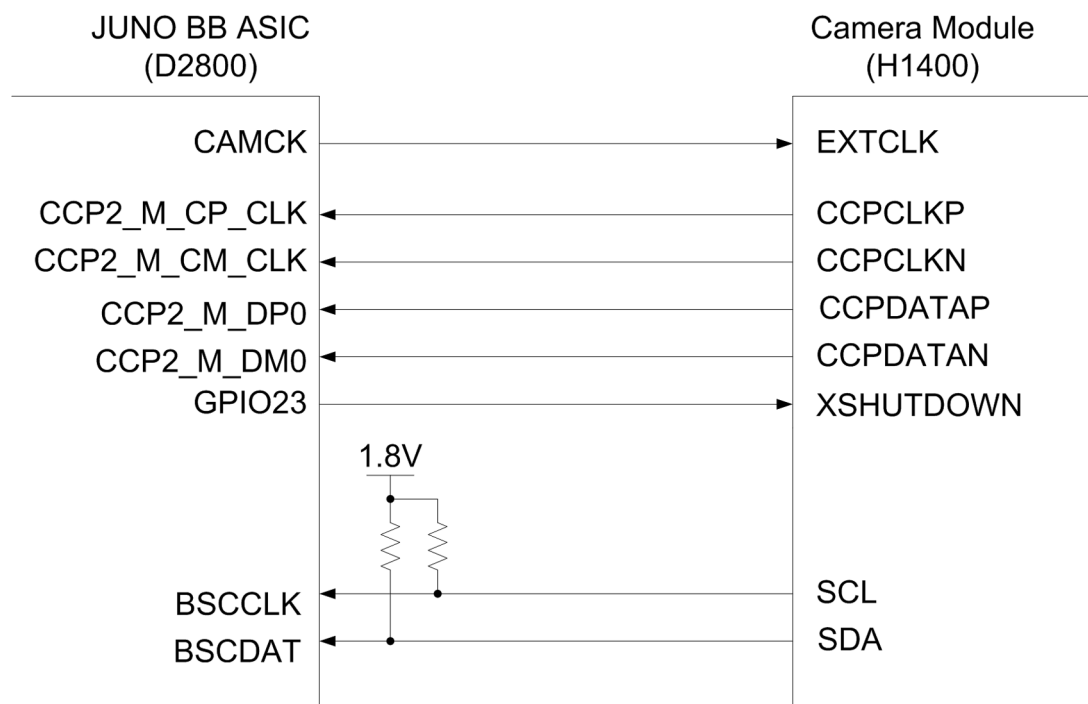 JUNO BB ASIC
(D2800)
Camera Module
(H1400)
CAMCK
EXTCLK
CCP2_M_CP_CLK
CCPCLKP
CCP2_M_CM_CLK
CCPCLKN
CCP2_M_DP0
CCPDATAP
CCP2_M_DM0
CCPDATAN
GPIO23
XSHUTDOWN
1.8V
BSCCLK
SCL
BSCDAT
SDA